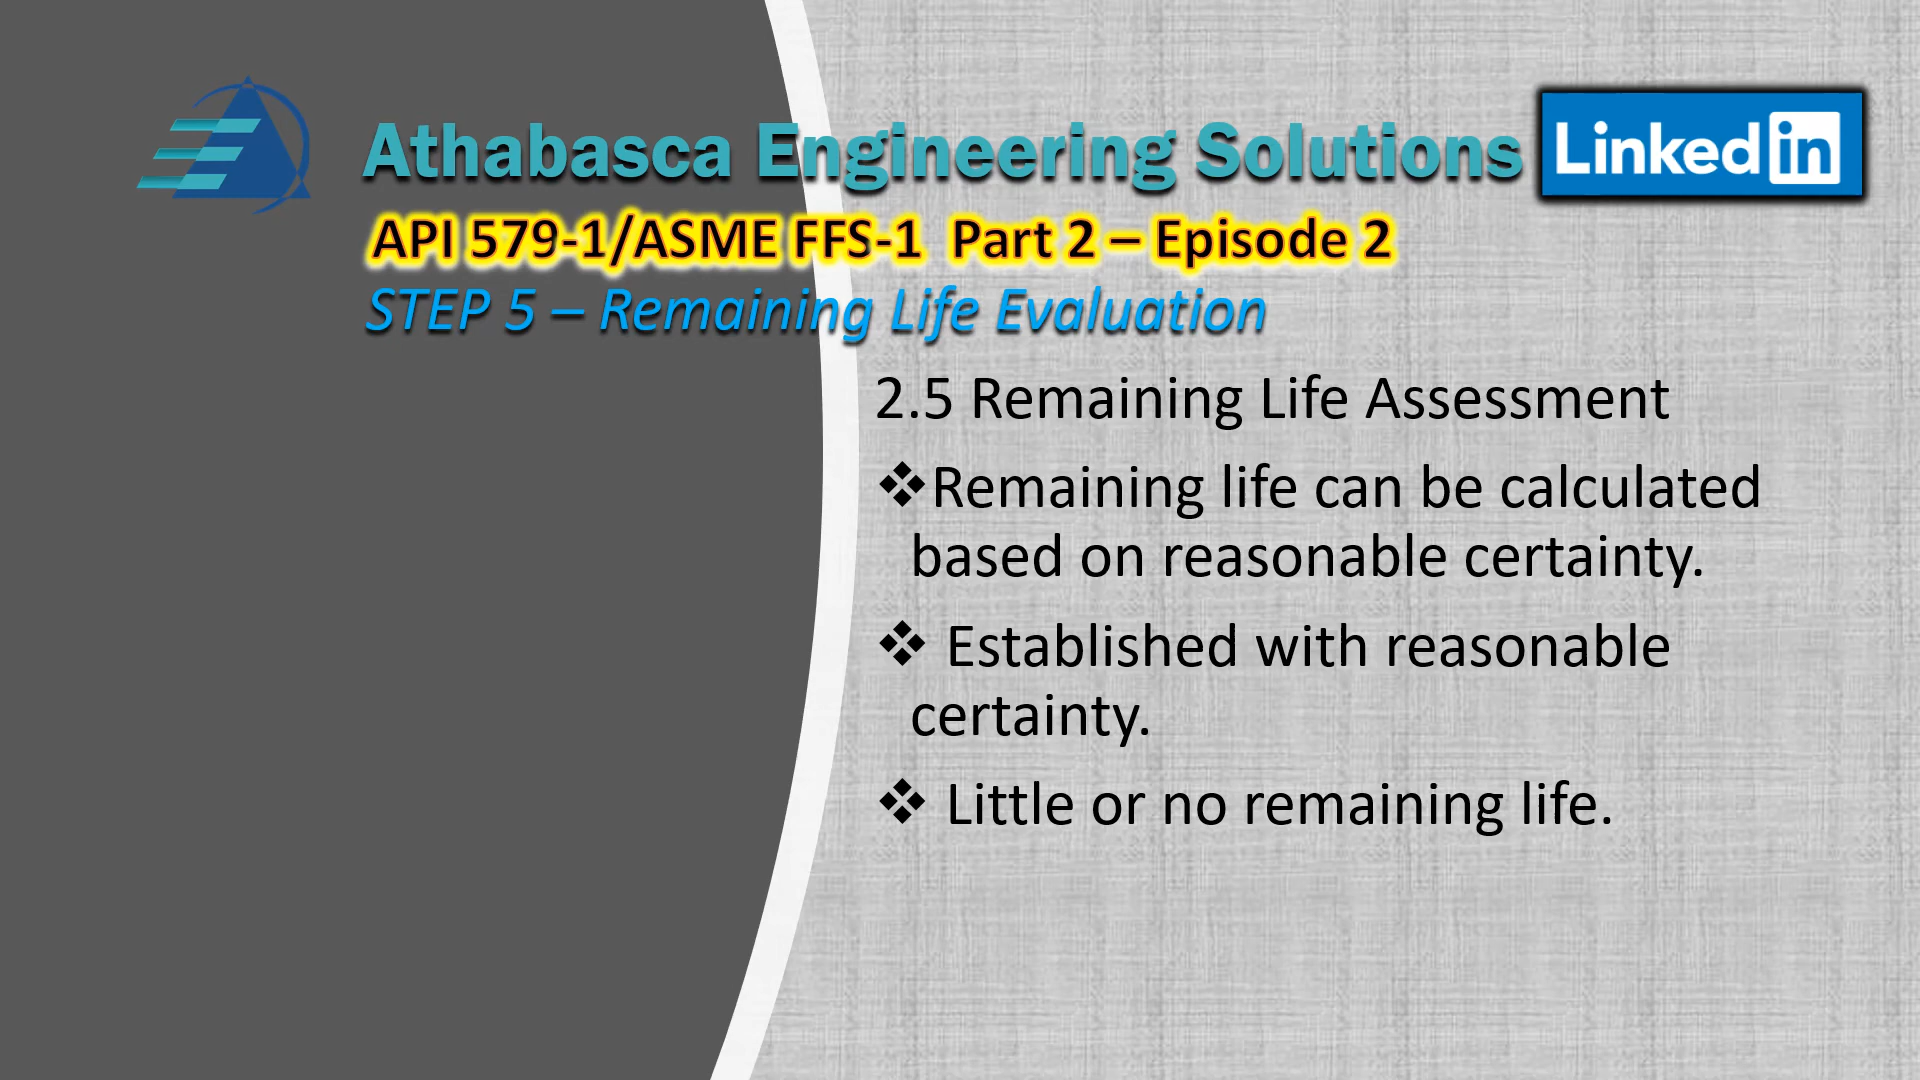 Athabasca Engineering Solutions
LinkedIn
API 579-1/ASME FFS-1 Part 2 – Episode 2
STEP 5 – Remaining Life Evaluation
2.5 Remaining Life Assessment
❖Remaining life can be calculated
based on reasonable certainty.
❖ Established with reasonable
certainty.
❖ Little or no remaining life.